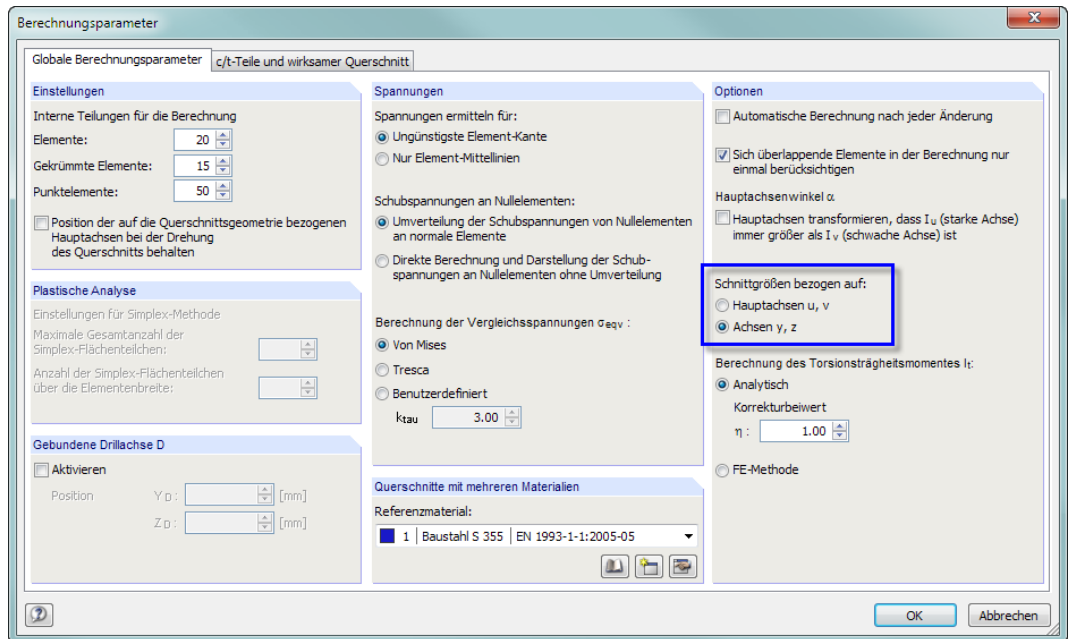 Berechnungsparameter
Globale Berechnungsparameter
c/t-Teile und wirksamer Querschnitt
Einstellungen
Interne Teilungen für die Berechnung
Elemente: 20
Gekrümmte Elemente: 15
Punktelemente: 50
Position der auf die Querschnittsgeometrie bezogenen
Hauptachsen bei der Drehung
des Querschnitts behalten
Plastische Analyse
Einstellungen für Simplex-Methode
Maximale Gesamtanzahl der
Simplex-Flächenteilchen:
Anzahl der Simplex-Flächenteilchen
über die Elementenbreite:
Gebundene Drillachse D
Aktivieren
Position YD: [mm]
ZD: [mm]
Spannungen
Spannungen ermitteln für:
Ungünstigste Element-Kante
Nur Element-Mittellinien
Schubspannungen an Nullelementen:
Umverteilung der Schubspannungen von Nullelementen
an normale Elemente
Direkte Berechnung und Darstellung der Schub-
spannungen an Nullelementen ohne Umverteilung
Berechnung der Vergleichsspannungen σeqv :
Von Mises
Tresca
Benutzerdefiniert
ktau 3.00
Querschnitte mit mehreren Materialien
Referenzmaterial:
1 | Baustahl S 355 | EN 1993-1-1:2005-05
Optionen
Automatische Berechnung nach jeder Änderung
Sich überlappende Elemente in der Berechnung nur
einmal berücksichtigen
Hauptachsenwinkel α
Hauptachsen transformieren, dass Iu (starke Achse)
immer größer als Iv (schwache Achse) ist
Schnittgrößen bezogen auf:
Hauptachsen u, v
Achsen y, z
Berechnung des Torsionsträgheitsmomentes It:
Analytisch
Korrekturbeiwert
η : 1.00
FE-Methode
OK
Abbrechen